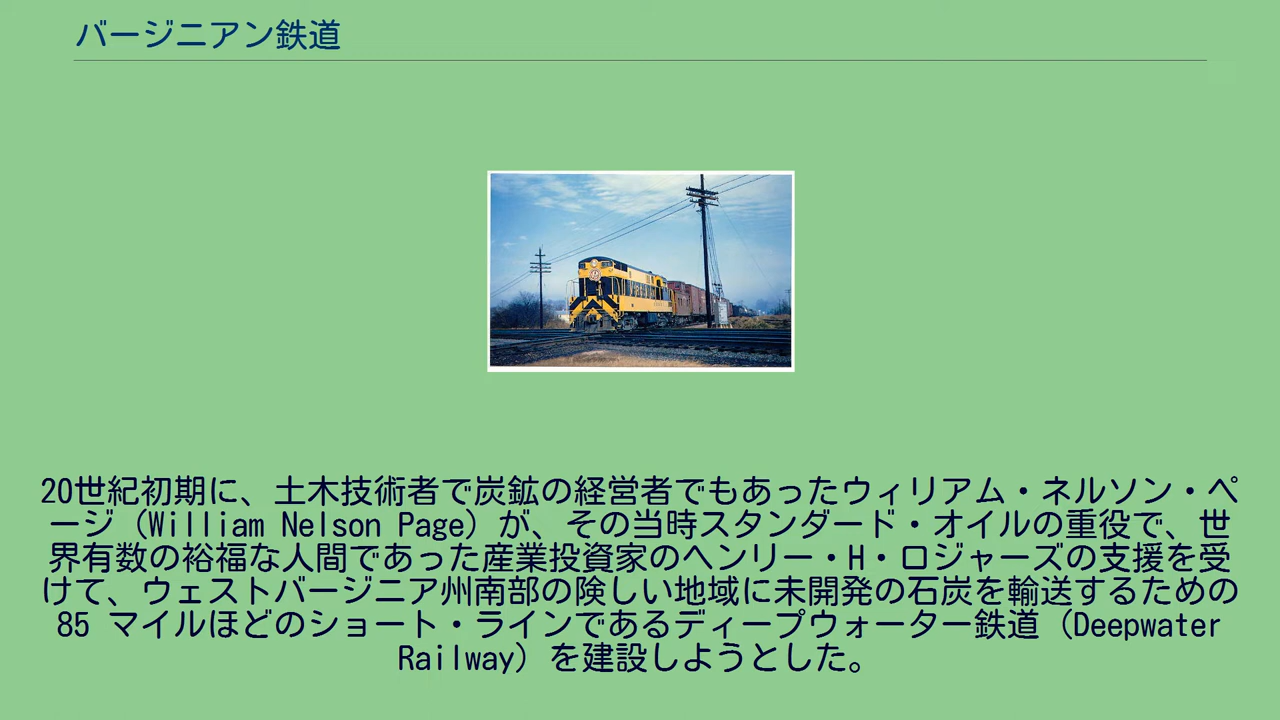 バージニアン鉄道
20世紀初期に、土木技術者で炭鉱の経営者でもあったウィリアム・ネルソン・ペ
ージ (William Nelson Page) が、その当時スタンダード・オイルの重役で、世
界有数の裕福な人間であった産業投資家のヘンリー・H・ロジャーズの支援を受
けて、ウェストバージニア州南部の険しい地域に未開発の石炭を輸送するための
85 マイルほどのショート・ラインであるディープウォーター鉄道 (Deepwater
Railway) を建設しようとした。